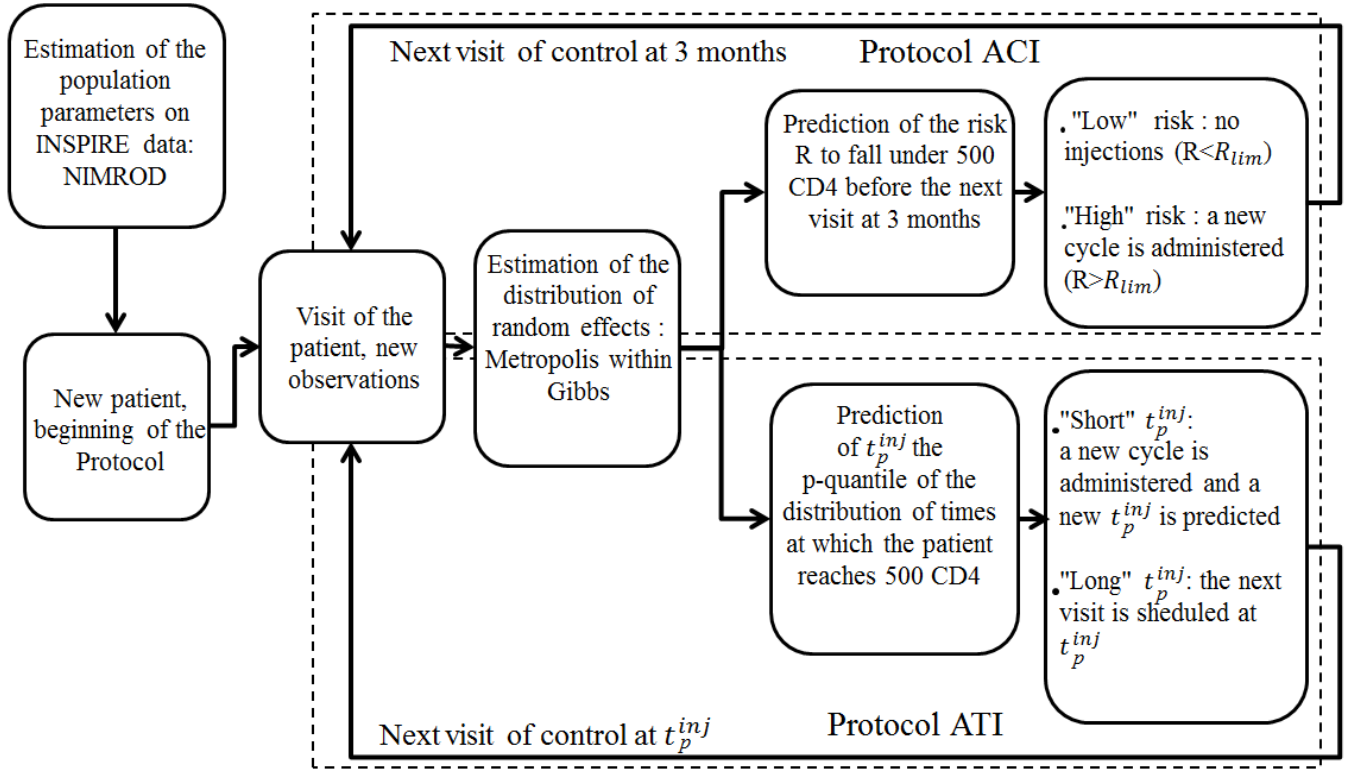 Estimation of the
population
parameters on
INSPIRE data:
NIMROD
New patient,
beginning of the
Protocol
Visit of the
patient, new
observations
Estimation of the
distribution of
random effects :
Metropolis within
Gibbs
Next visit of control at 3 months
Protocol ACI
Prediction of the risk
R to fall under 500
CD4 before the next
visit at 3 months
."Low" risk : no
injections (R<R_{lim})
."High" risk : a new
cycle is administered
(R>R_{lim})
Prediction
of t_p^{inj} the
p-quantile of the
distribution of times
at which the patient
reaches 500 CD4
."Short" t_p^{inj}:
a new cycle is
administered and a
new t_p^{inj} is predicted
."Long" t_p^{inj}: the next
visit is sheduled at
t_p^{inj}
Next visit of control at t_p^{inj}
Protocol ATI